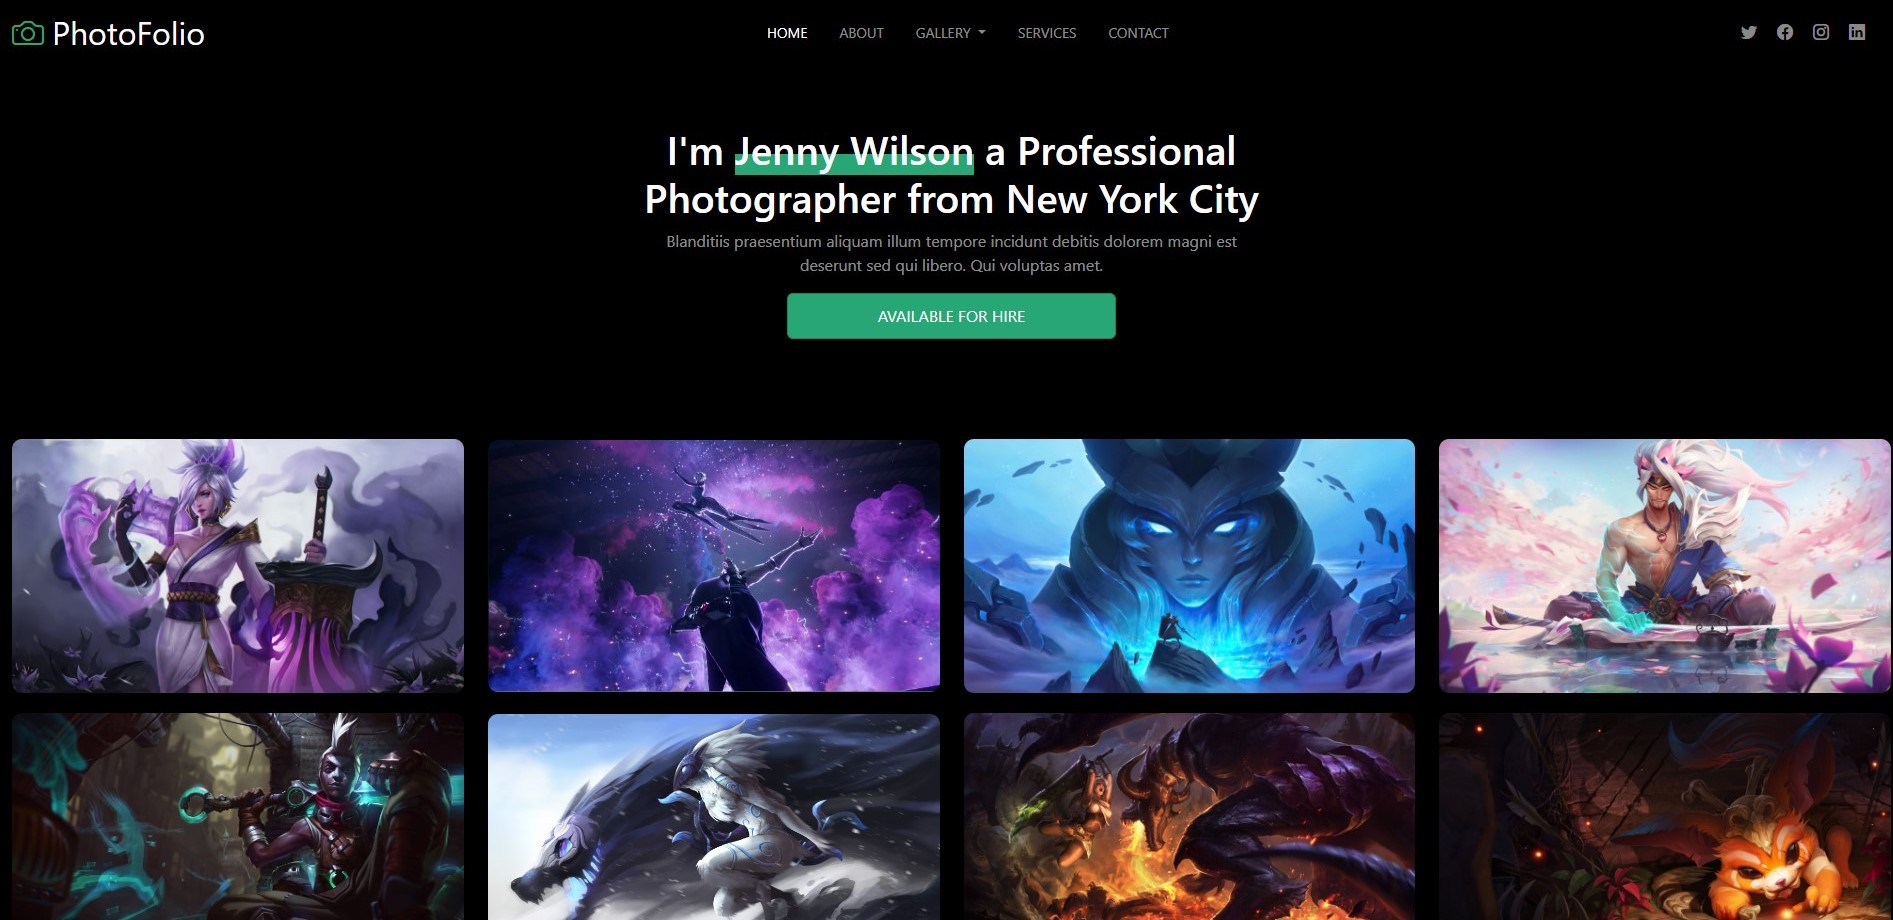 PhotoFolio
HOME ABOUT GALLERY SERVICES CONTACT
I'm Jenny Wilson a Professional
Photographer from New York City
Blanditiis praesentium aliquam illum tempore incidunt debitis dolorem magni est
deserunt sed qui libero. Qui voluptas amet.
AVAILABLE FOR HIRE